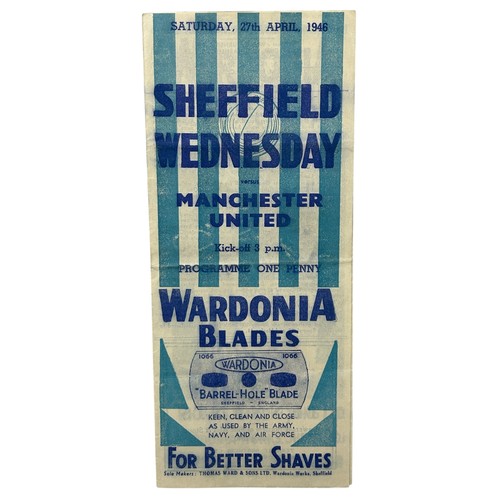 SATURDAY, 27th APRIL, 1946
SHEFFIELD
WEDNESDAY
versus
MANCHESTER
UNITED
Kick-off 3 p.m.
PROGRAMME ONE PENNY
WARDONIA
BLADES
1066 1066
WARDONIA
"BARREL-HOLE" BLADE
SHEFFIELD - ENGLAND
KEEN, CLEAN AND CLOSE
AS USED BY THE ARMY,
NAVY, AND AIR FORCE
FOR BETTER SHAVES
Sole Makers: THOMAS WARD & SONS LTD. Wardonia Works, Sheffield